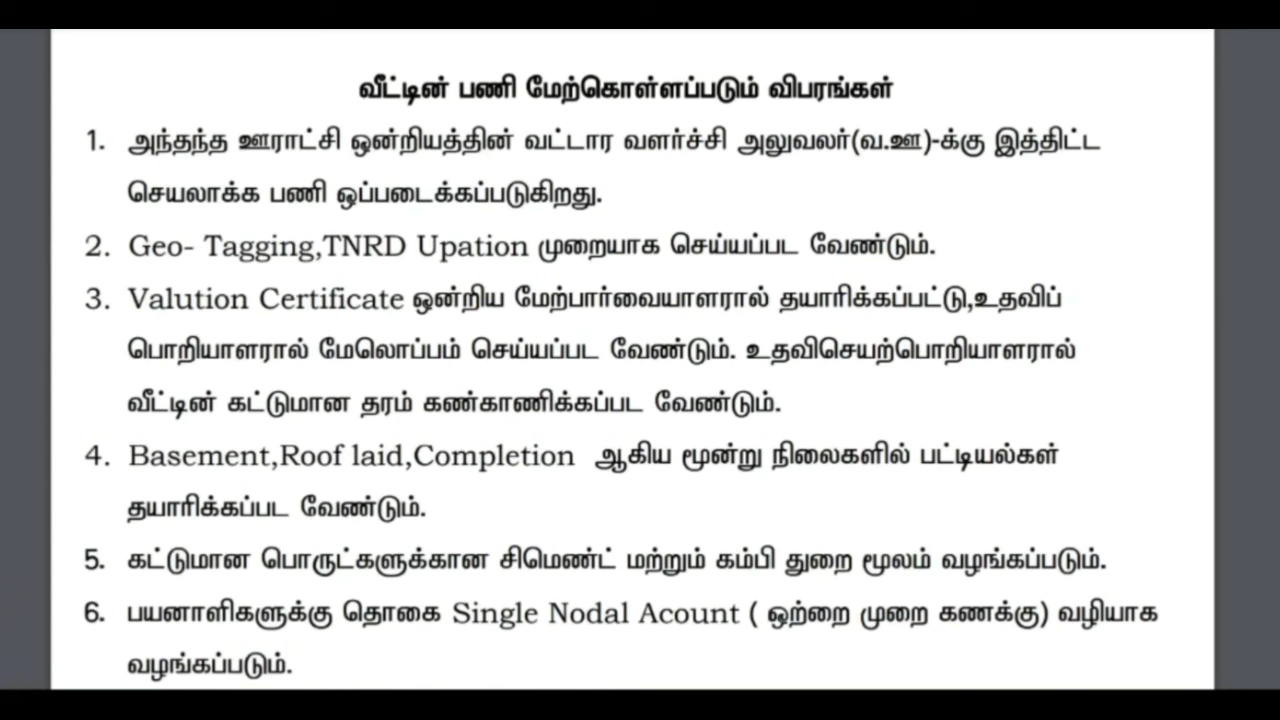 வீட்டின் பணி மேற்கொள்ளப்படும் விபரங்கள்
1. அந்தந்த ஊராட்சி ஒன்றியத்தின் வட்டார வளர்ச்சி அலுவலர்(வ.ஊ)-க்கு இத்திட்ட
செயலாக்க பணி ஒப்படைக்கப்படுகிறது.
2. Geo- Tagging,TNRD Upation முறையாக செய்யப்பட வேண்டும்.
3. Valution Certificate ஒன்றிய மேற்பார்வையாளரால் தயாரிக்கப்பட்டு,உதவிப்
பொறியாளரால் மேலொப்பம் செய்யப்பட வேண்டும். உதவிசெயற்பொறியாளரால்
வீட்டின் கட்டுமான தரம் கண்காணிக்கப்பட வேண்டும்.
4. Basement,Roof laid,Completion ஆகிய மூன்று நிலைகளில் பட்டியல்கள்
தயாரிக்கப்பட வேண்டும்.
5. கட்டுமான பொருட்களுக்கான சிமெண்ட் மற்றும் கம்பி துறை மூலம் வழங்கப்படும்.
6. பயனாளிகளுக்கு தொகை Single Nodal Acount ( ஒற்றை முறை கணக்கு) வழியாக
வழங்கப்படும்.